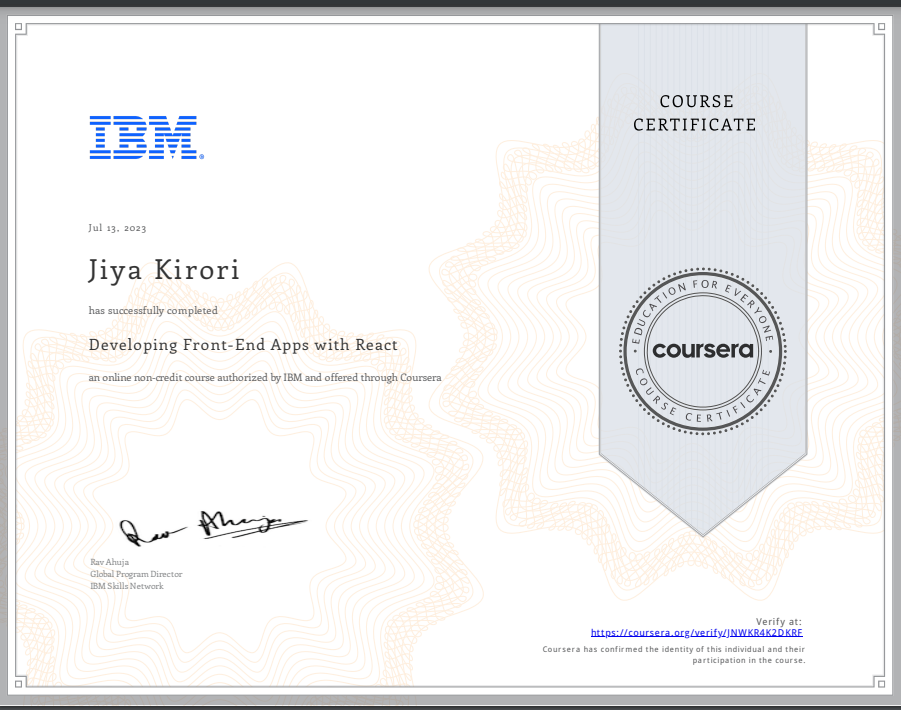 COURSE
CERTIFICATE
IBM®
Jul 13, 2023
Jiya Kirori
has successfully completed
Developing Front-End Apps with React
an online non-credit course authorized by IBM and offered through Coursera
• EDUCATION FOR EVERYONE •
coursera
COURSE CERTIFICATE
Rav Ahuja
Rav Ahuja
Global Program Director
IBM Skills Network
Verify at:
https://coursera.org/verify/JNWKR4K2DKRF
Coursera has confirmed the identity of this individual and their
participation in the course.